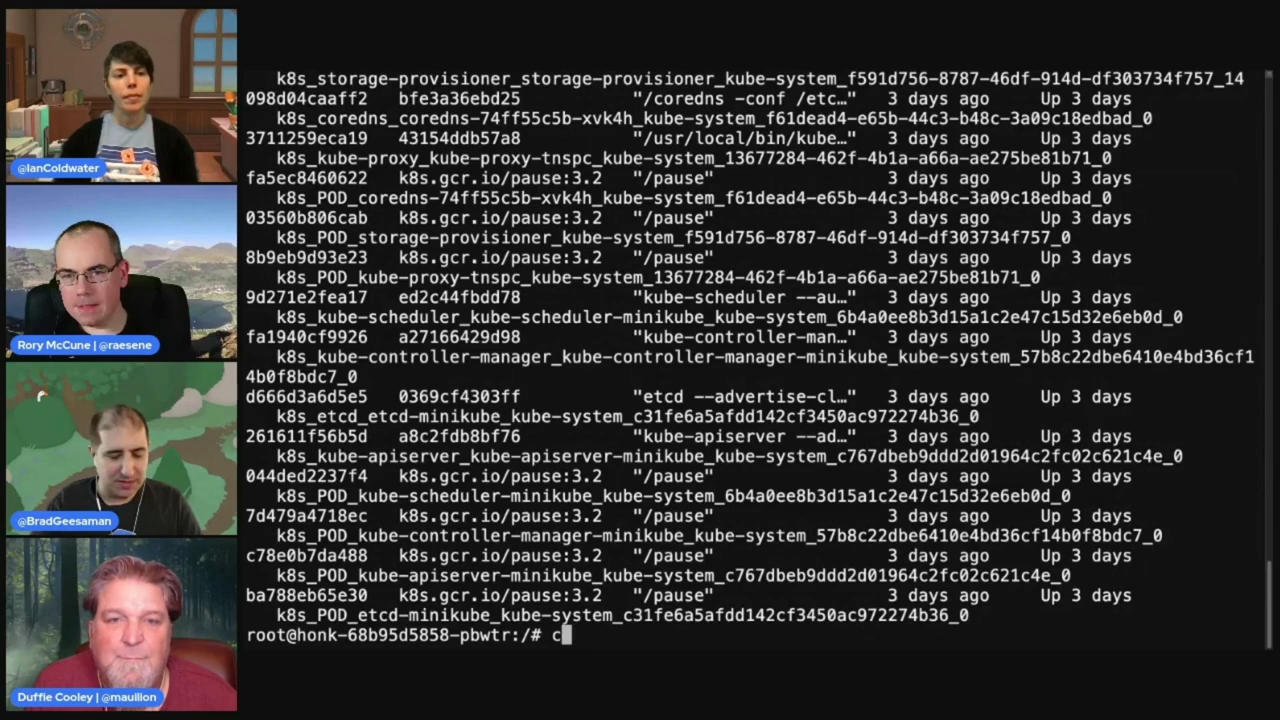 @IanColdwater
Rory McCune | @raesene
@BradGeesaman
Duffie Cooley | @mauilion
k8s_storage-provisioner_storage-provisioner_kube-system_f591d756-8787-46df-914d-df303734f757_14
098d04caaff2 bfe3a36ebd25 "/coredns -conf /etc…" 3 days ago Up 3 days
k8s_coredns_coredns-74ff55c5b-xvk4h_kube-system_f61dead4-e65b-44c3-b48c-3a09c18edbad_0
3711259eca19 43154ddb57a8 "/usr/local/bin/kube…" 3 days ago Up 3 days
k8s_kube-proxy_kube-proxy-tnspc_kube-system_13677284-462f-4b1a-a66a-ae275be81b71_0
fa5ec8460622 k8s.gcr.io/pause:3.2 "/pause" 3 days ago Up 3 days
k8s_POD_coredns-74ff55c5b-xvk4h_kube-system_f61dead4-e65b-44c3-b48c-3a09c18edbad_0
03560b806cab k8s.gcr.io/pause:3.2 "/pause" 3 days ago Up 3 days
k8s_POD_storage-provisioner_kube-system_f591d756-8787-46df-914d-df303734f757_0
8b9eb9d93e23 k8s.gcr.io/pause:3.2 "/pause" 3 days ago Up 3 days
k8s_POD_kube-proxy-tnspc_kube-system_13677284-462f-4b1a-a66a-ae275be81b71_0
9d271e2fea17 ed2c44fbdd78 "kube-scheduler --au…" 3 days ago Up 3 days
k8s_kube-scheduler_kube-scheduler-minikube_kube-system_6b4a0ee8b3d15a1c2e47c15d32e6eb0d_0
fa1940cf9926 a27166429d98 "kube-controller-man…" 3 days ago Up 3 days
k8s_kube-controller-manager_kube-controller-manager-minikube_kube-system_57b8c22dbe6410e4bd36cf1
4b0f8bdc7_0
d666d3a6d5e5 0369cf4303ff "etcd --advertise-cl…" 3 days ago Up 3 days
k8s_etcd_etcd-minikube_kube-system_c31fe6a5afdd142cf3450ac972274b36_0
261611f56b5d a8c2fdb8bf76 "kube-apiserver --ad…" 3 days ago Up 3 days
k8s_kube-apiserver_kube-apiserver-minikube_kube-system_c767dbeb9ddd2d01964c2fc02c621c4e_0
044ded2237f4 k8s.gcr.io/pause:3.2 "/pause" 3 days ago Up 3 days
k8s_POD_kube-scheduler-minikube_kube-system_6b4a0ee8b3d15a1c2e47c15d32e6eb0d_0
7d479a4718ec k8s.gcr.io/pause:3.2 "/pause" 3 days ago Up 3 days
k8s_POD_kube-controller-manager-minikube_kube-system_57b8c22dbe6410e4bd36cf14b0f8bdc7_0
c78e0b7da488 k8s.gcr.io/pause:3.2 "/pause" 3 days ago Up 3 days
k8s_POD_kube-apiserver-minikube_kube-system_c767dbeb9ddd2d01964c2fc02c621c4e_0
ba788eb65e30 k8s.gcr.io/pause:3.2 "/pause" 3 days ago Up 3 days
k8s_POD_etcd-minikube_kube-system_c31fe6a5afdd142cf3450ac972274b36_0
root@honk-68b95d5858-pbwtr:/# c